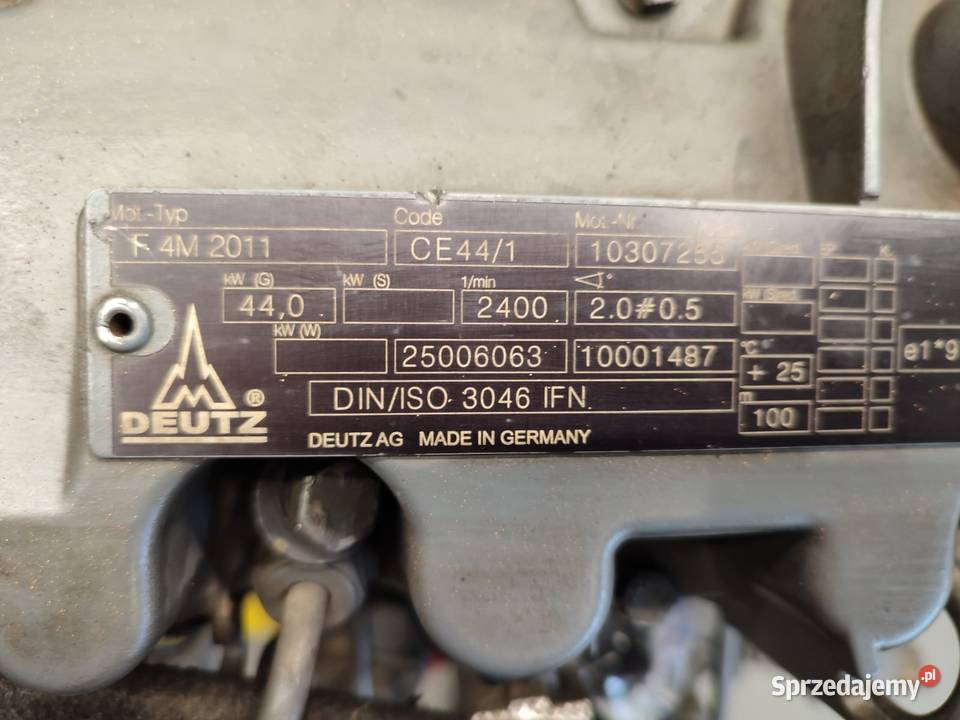 Mot.-Typ Code Mot.-Nr.
F 4M 2011 CE44/1 10307255
kW (G) kW (S) 1/min °
44,0 2400 2.0#0.5
kW (W)
25006063 10001487 °C + 25 e1*9
DIN/ISO 3046 IFN m 100
DEUTZ ®
DEUTZ AG MADE IN GERMANY
Sprzedajemy.pl